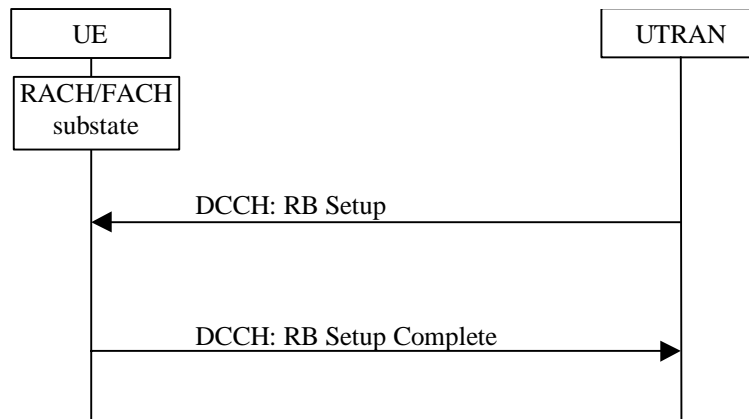 UE
UTRAN
RACH/FACH
substate
DCCH: RB Setup
DCCH: RB Setup Complete